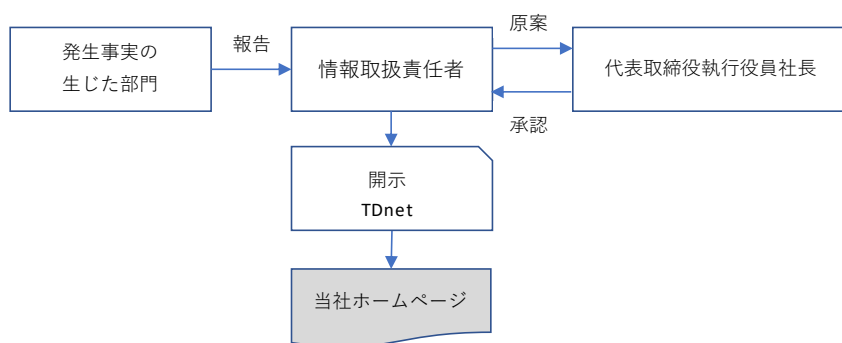 発生事実の
生じた部門
報告
情報取扱責任者
原案
承認
代表取締役執行役員社長
開示
TDnet
当社ホームページ